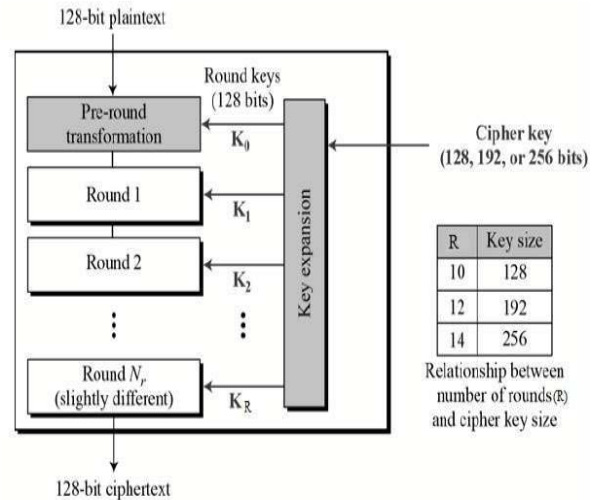 128-bit plaintext
Round keys
(128 bits)
Pre-round
transformation
K₀
Cipher key
(128, 192, or 256 bits)
Round 1
K₁
Round 2
K₂
Key expansion
Round Nᵣ
(slightly different)
K_R
R Key size
10 128
12 192
14 256
Relationship between
number of rounds(R)
and cipher key size
128-bit ciphertext